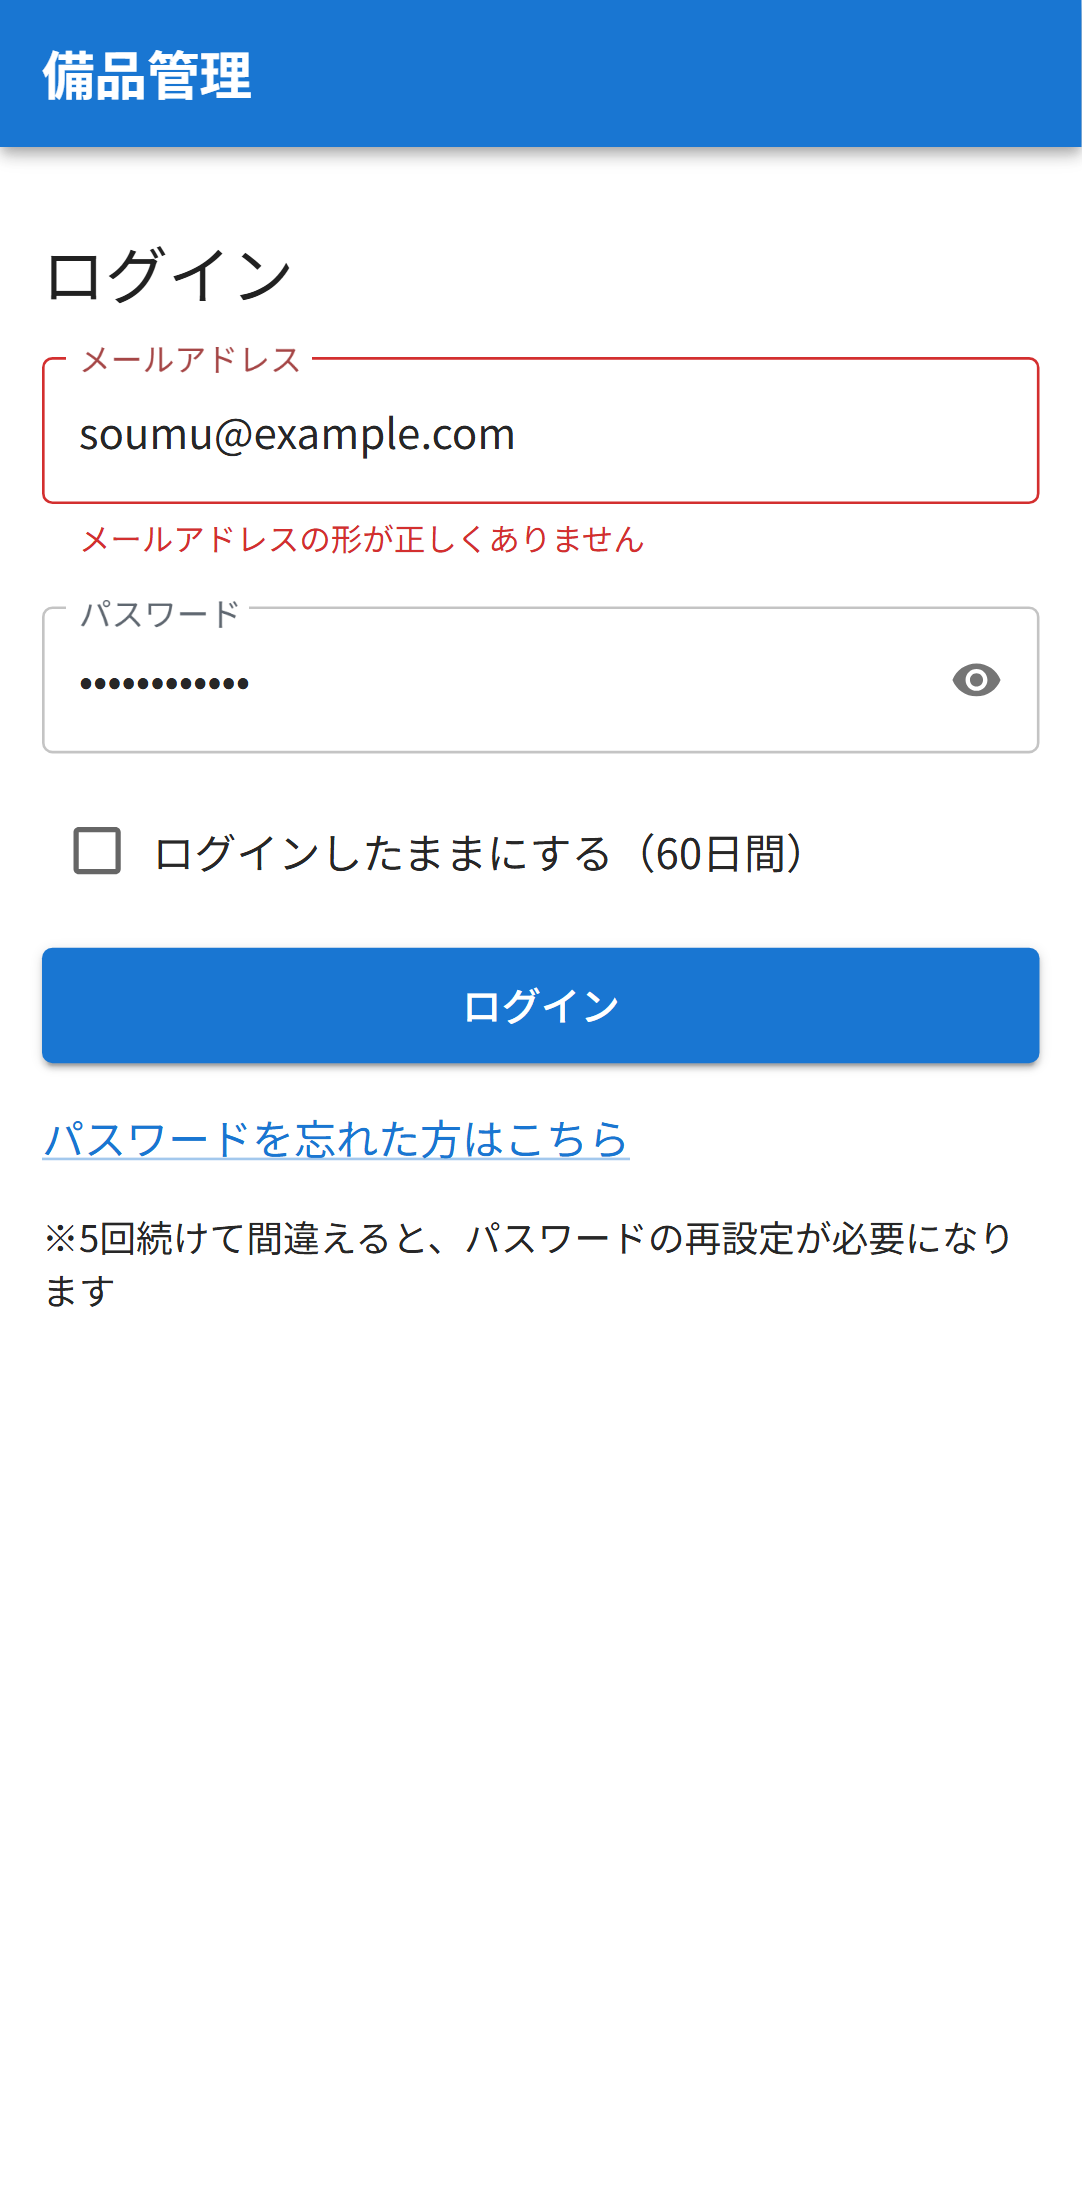 備品管理
ログイン
メールアドレス
soumu@example.com
メールアドレスの形が正しくありません
パスワード
••••••••••••
ログインしたままにする（60日間）
ログイン
パスワードを忘れた方はこちら
※5回続けて間違えると、パスワードの再設定が必要になり
ます